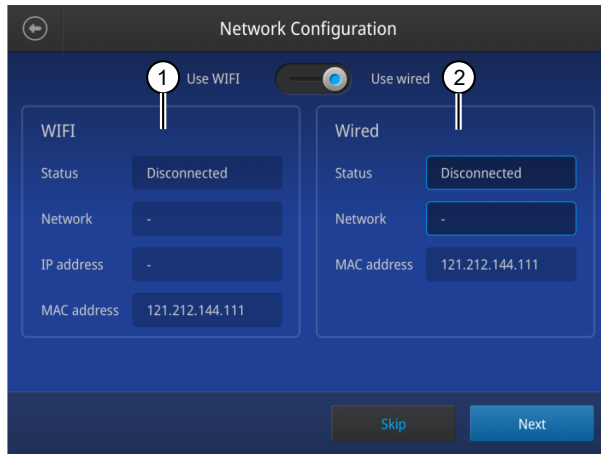 Network Configuration
1 Use WIFI Use wired 2
WIFI
Status Disconnected
Network -
IP address -
MAC address 121.212.144.111
Wired
Status Disconnected
Network -
MAC address 121.212.144.111
Skip Next